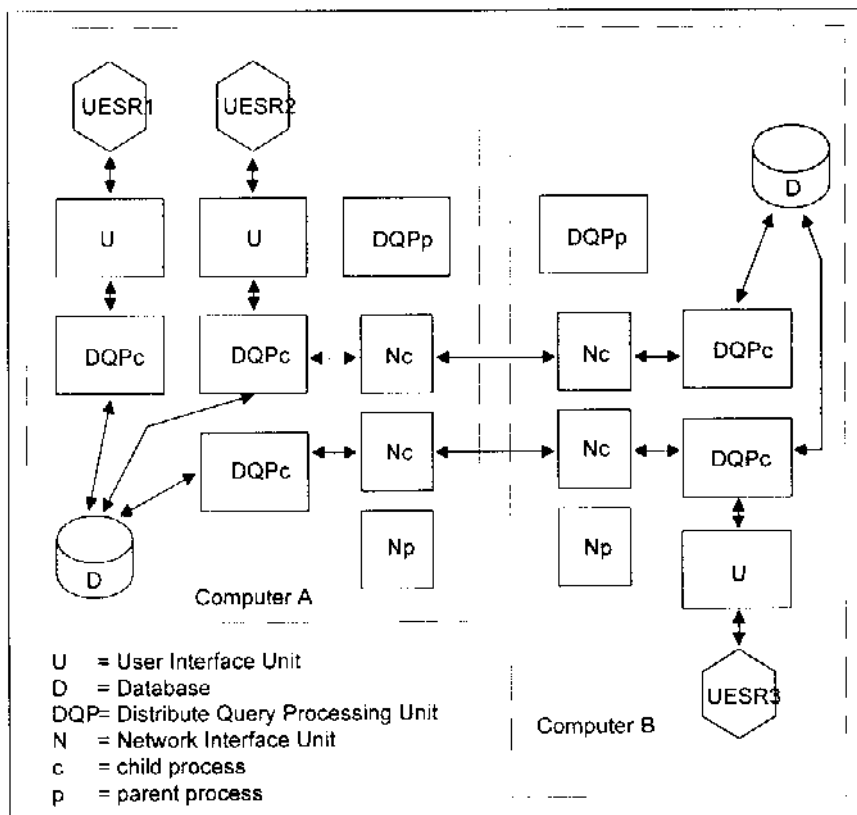 UESR1 UESR2
D
U U DQPp DQPp
DQPc DQPc Nc Nc DQPc
DQPc Nc Nc DQPc
D Np Np U
Computer A
UESR3
Computer B
U = User Interface Unit
D = Database
DQP= Distribute Query Processing Unit
N = Network Interface Unit
c = child process
p = parent process